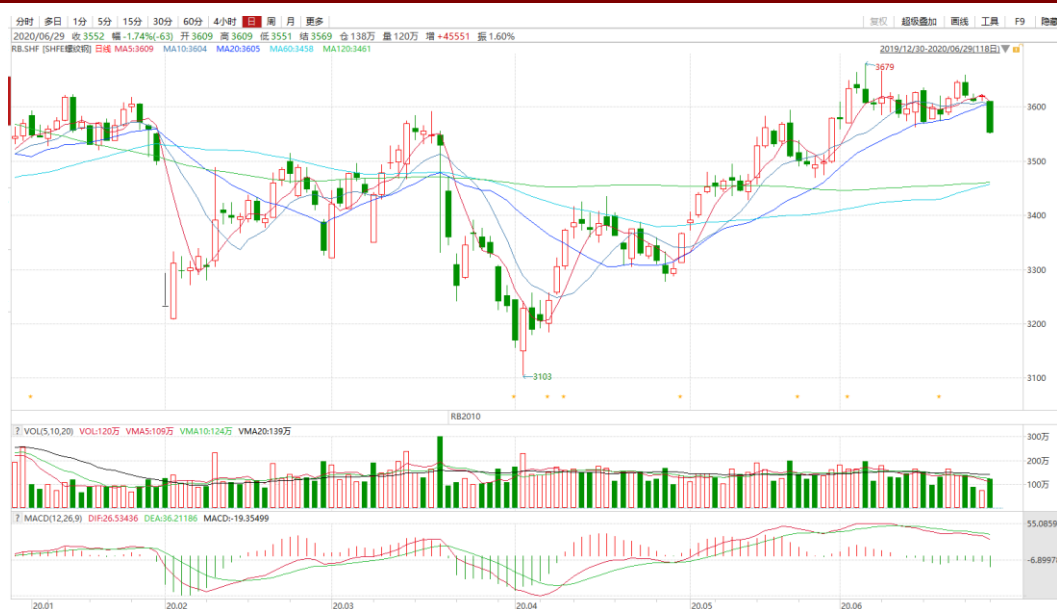 分时 多日 1分 5分 15分 30分 60分 4小时 日 周 月 更多 复权 超级叠加 画线 工具 F9 隐藏
2020/06/29 收 3552 幅 -1.74%(-63) 开 3609 高 3609 低 3551 结 3569 仓 138万 量 120万 增 +45551 振 1.60%
RB.SHF [SHFE螺纹钢] 日线 MA5:3609 MA10:3604 MA20:3605 MA60:3458 MA120:3461 2019/12/30-2020/06/29(118日)
3679
3600
3500
3400
3300
3200
3103
3100
RB2010
? VOL(5,10,20) VOL:120万 VMA5:109万 VMA10:124万 VMA20:139万
300万
200万
100万
? MACD(12,26,9) DIF:26.53436 DEA:36.21186 MACD:-19.35499
55.0859
-6.8997
20.01 20.02 20.03 20.04 20.05 20.06